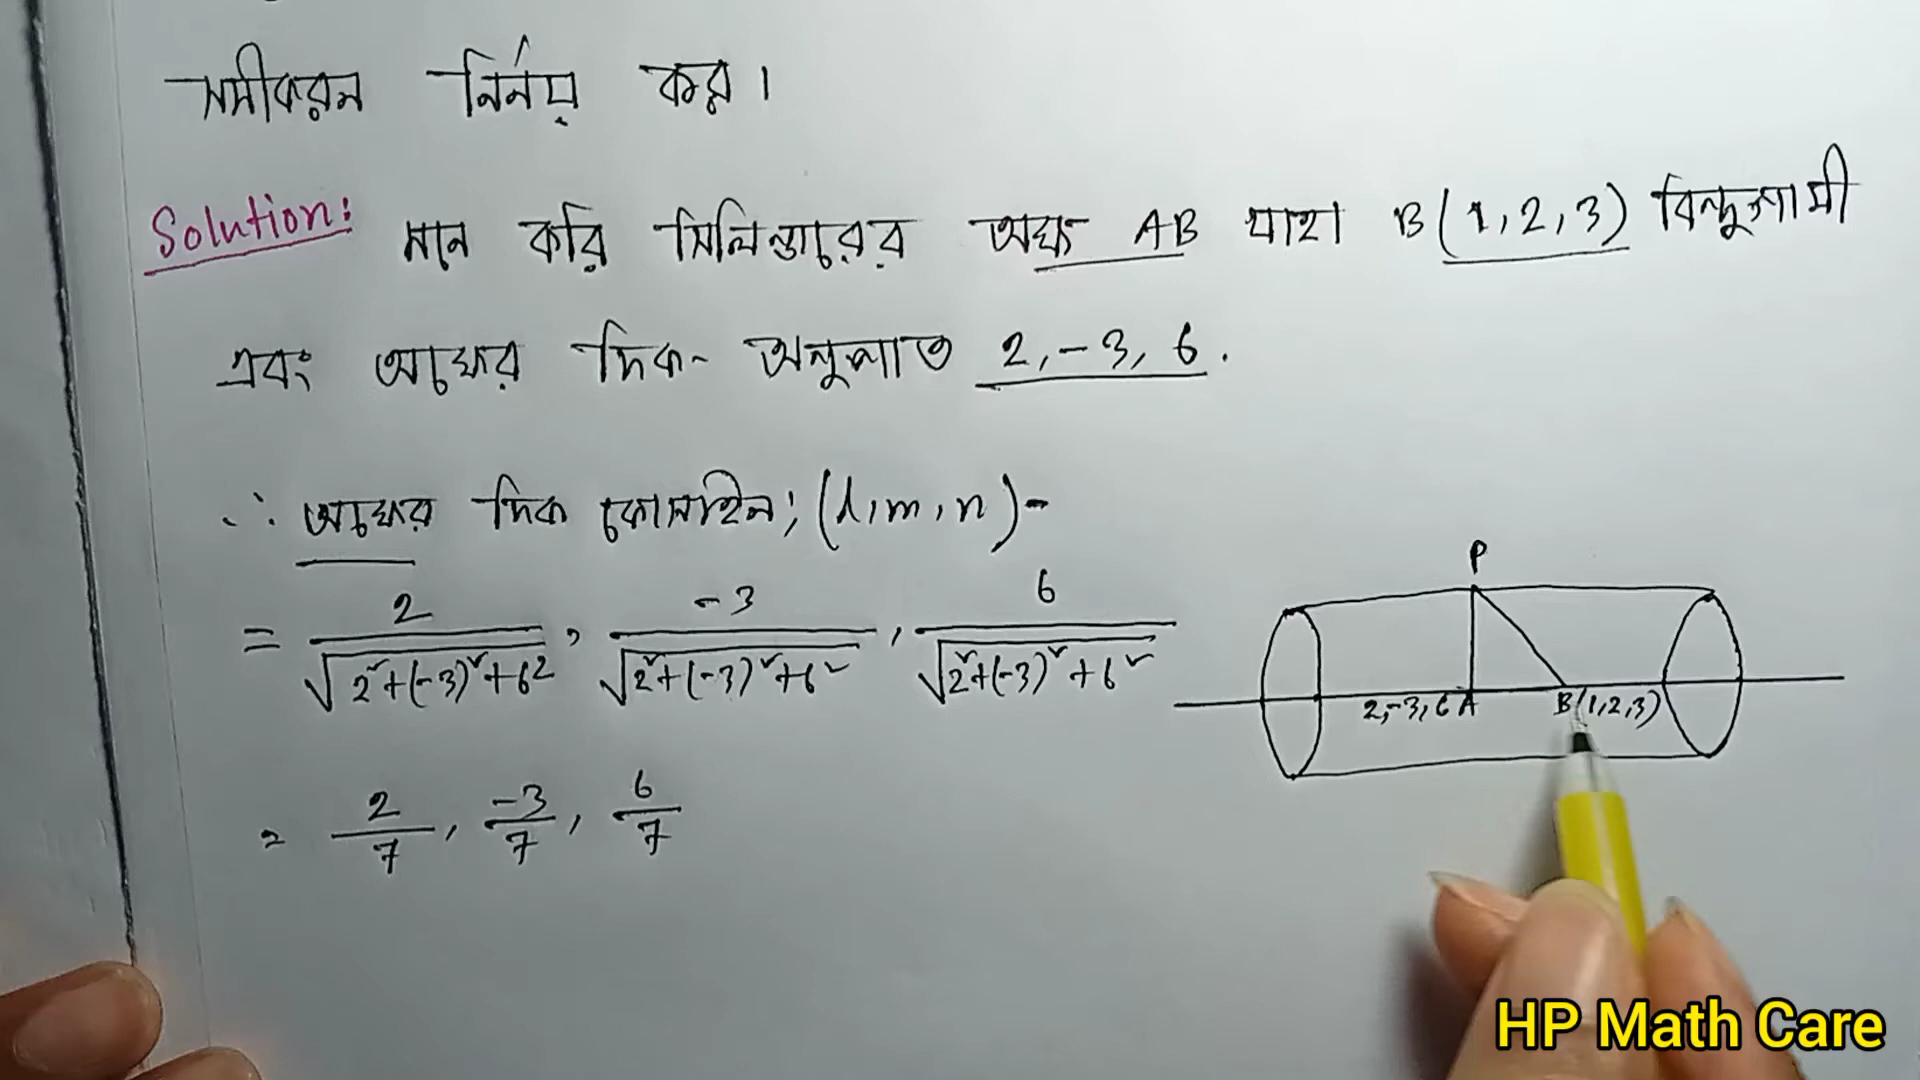 সমীকরন নির্নয় কর।
Solution: মনে করি সিলিন্ডারের অক্ষ AB যাহা B(1,2,3) বিন্দুগামী
এবং অক্ষের দিক- অনুপাত 2,-3,6.
∴ অক্ষের দিক কোসাইন; (l,m,n)-
= 2/√(2²+(-3)²+6²), -3/√(2²+(-3)²+6²), 6/√(2²+(-3)²+6²)
= 2/7, -3/7, 6/7
P
2,-3,6 A B(1,2,3)
HP Math Care